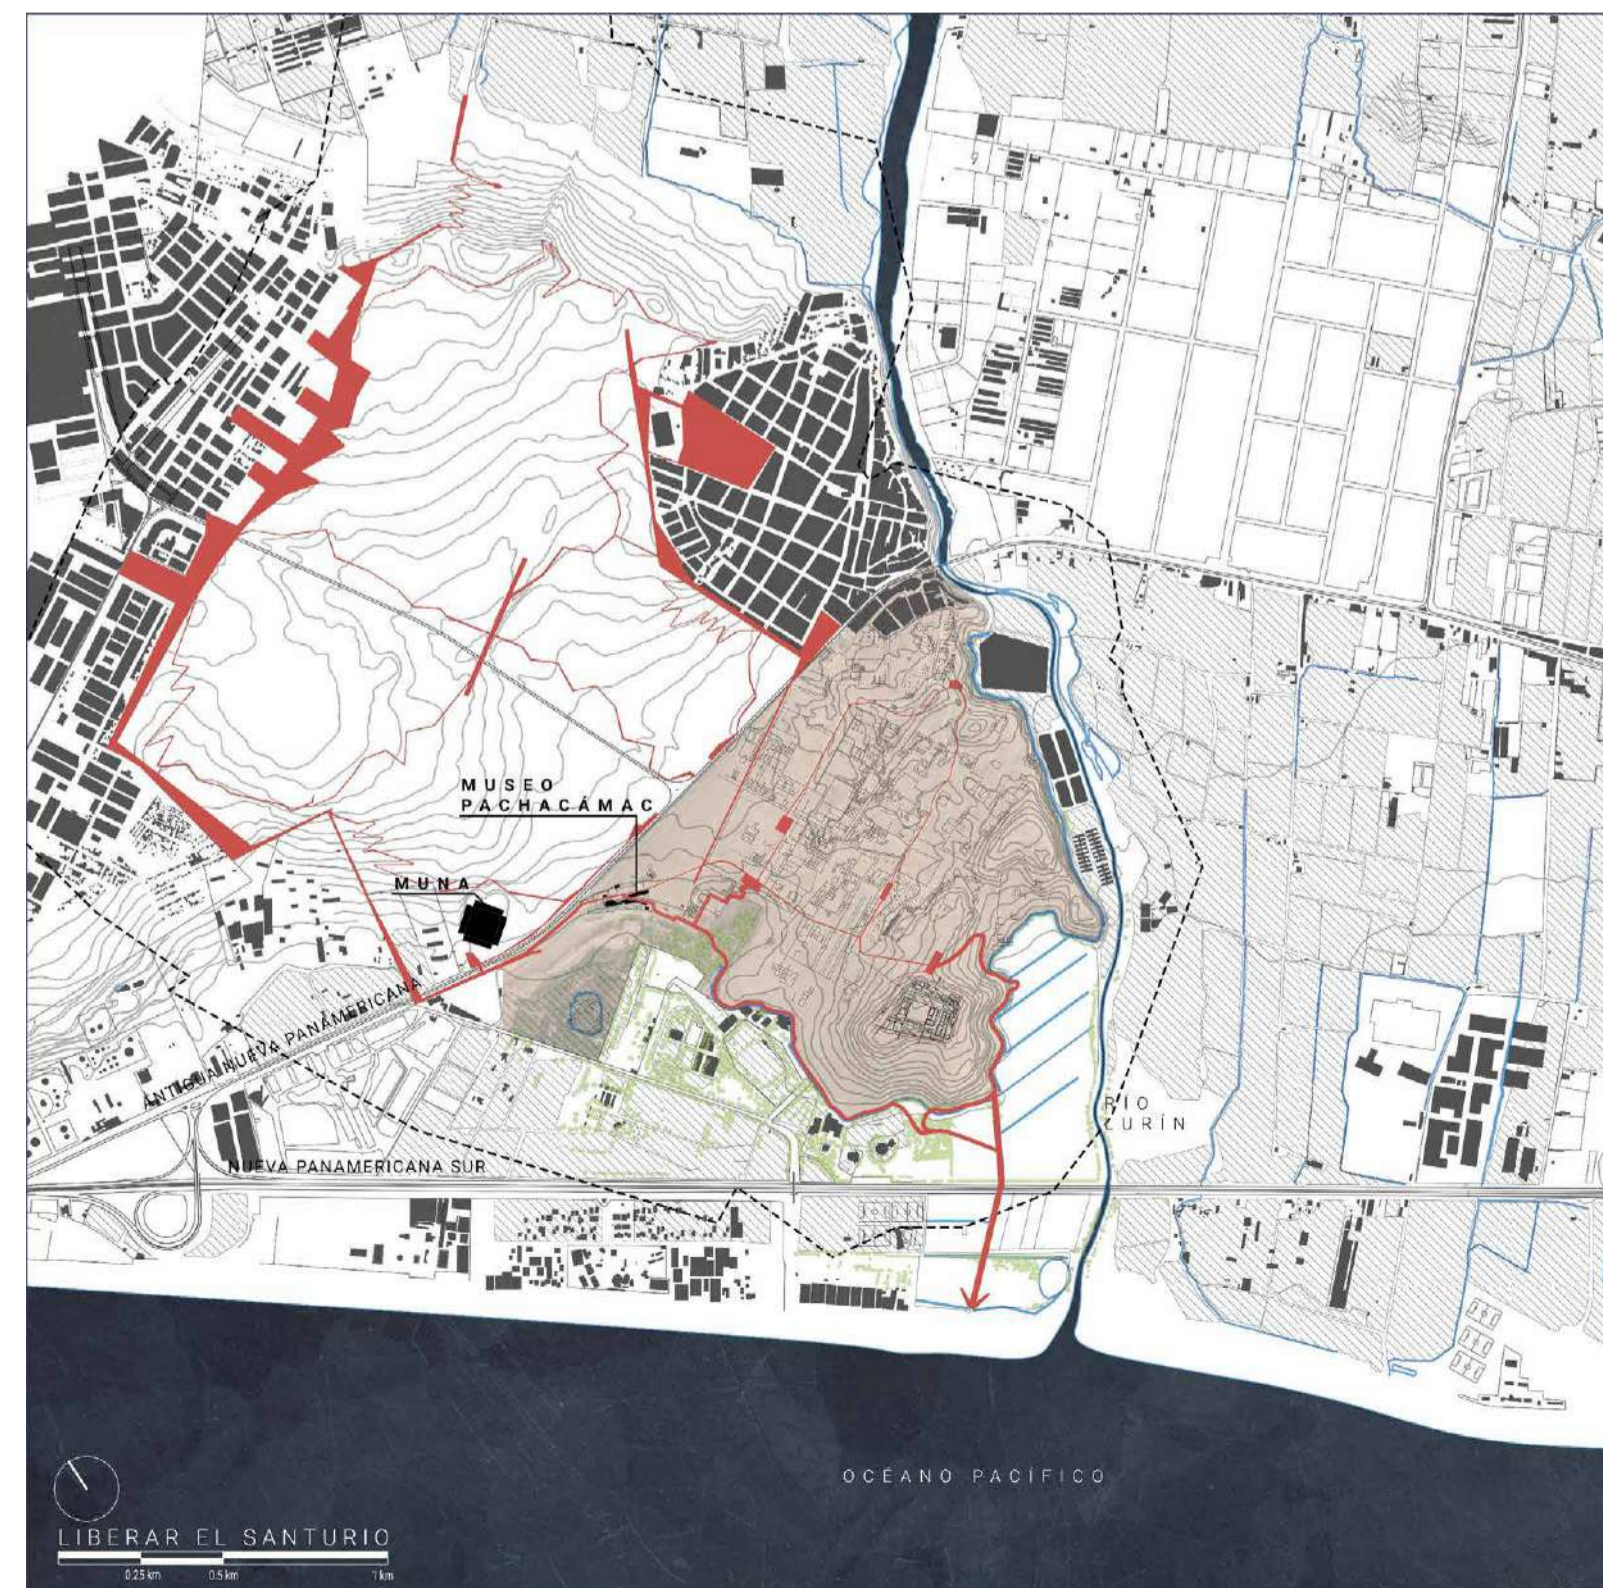 MUSEO
PACHACÁMAC
MUNA
ANTIGUA NUEVA PANAMERICANA
RÍO
LURÍN
NUEVA PANAMERICANA SUR
OCÉANO PACÍFICO
LIBERAR EL SANTURIO
0.25 km 0.5 km 1 km